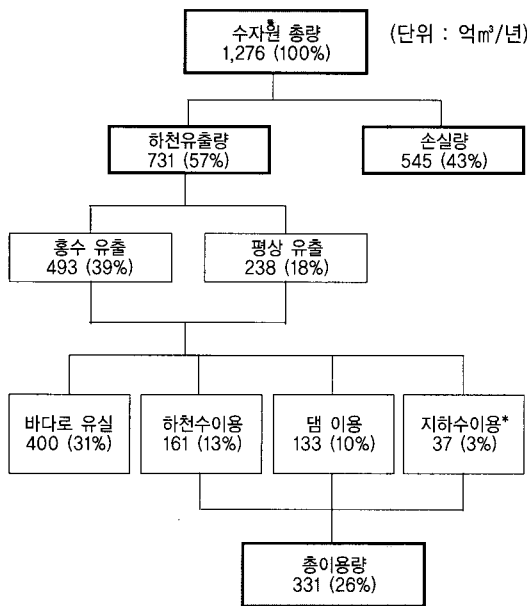 수자원 총량
1,276 (100%)
(단위 : 억㎥/년)
하천유출량
731 (57%)
손실량
545 (43%)
홍수 유출
493 (39%)
평상 유출
238 (18%)
바다로 유실
400 (31%)
하천수이용
161 (13%)
댐 이용
133 (10%)
지하수이용*
37 (3%)
총이용량
331 (26%)